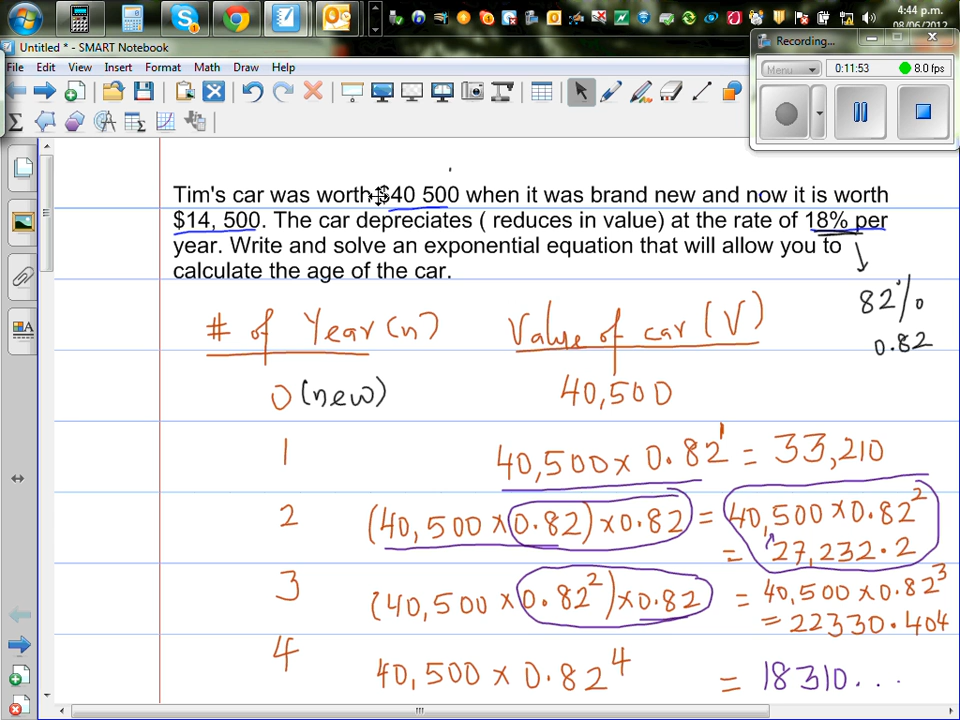 4:44 p.m.
08/06/2012
Untitled * - SMART Notebook
File Edit View Insert Format Math Draw Help
Recording...
Menu
0:11:53
8.0 fps
Tim's car was worth $40 500 when it was brand new and now it is worth
$14, 500. The car depreciates ( reduces in value) at the rate of 18% per
year. Write and solve an exponential equation that will allow you to
calculate the age of the car.
82%
0.82
# of Year (n) Value of car (V)
0 (new) 40,500
1 40,500 x 0.82¹ = 33,210
2 (40,500 x 0.82) x 0.82 = 40,500 x 0.82²
= 27,232.2
3 (40,500 x 0.82²) x 0.82 = 40,500 x 0.82³
= 22330.404
4 40,500 x 0.82⁴ = 18310...